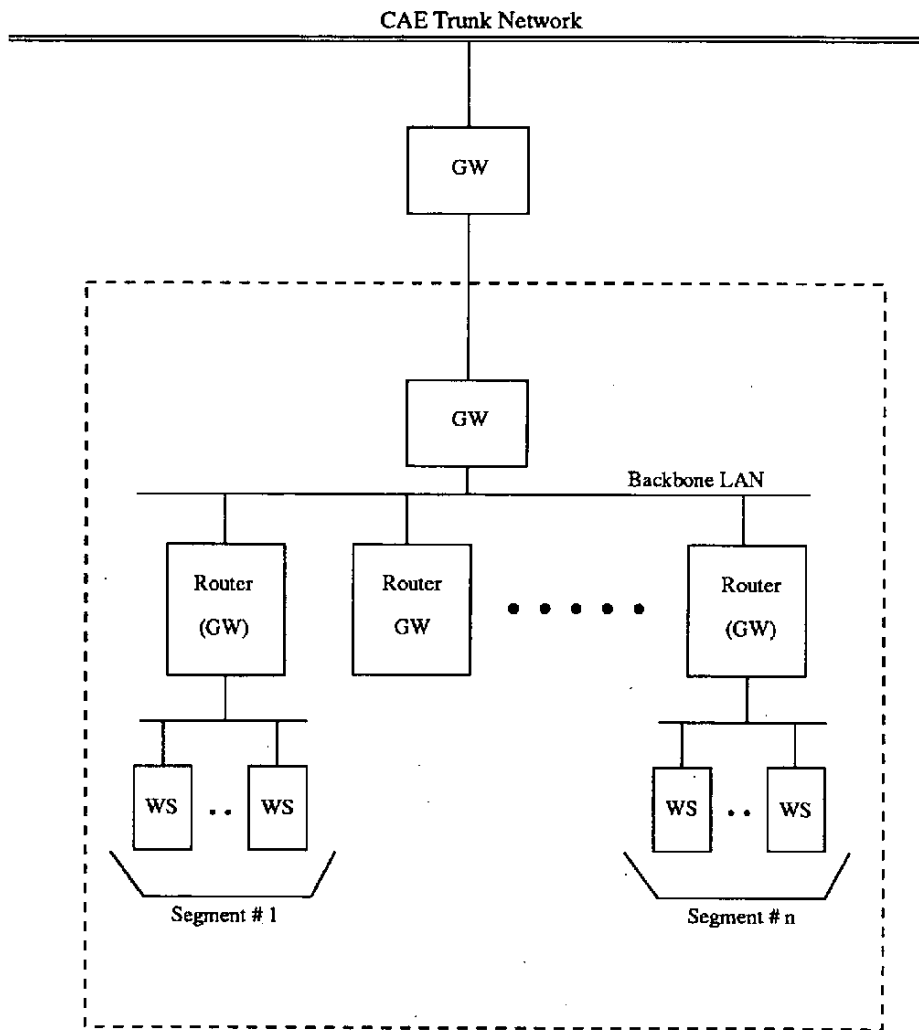 CAE Trunk Network
GW
GW
Backbone LAN
Router
(GW)
Router
GW
Router
(GW)
WS
WS
WS
WS
Segment # 1
Segment # n